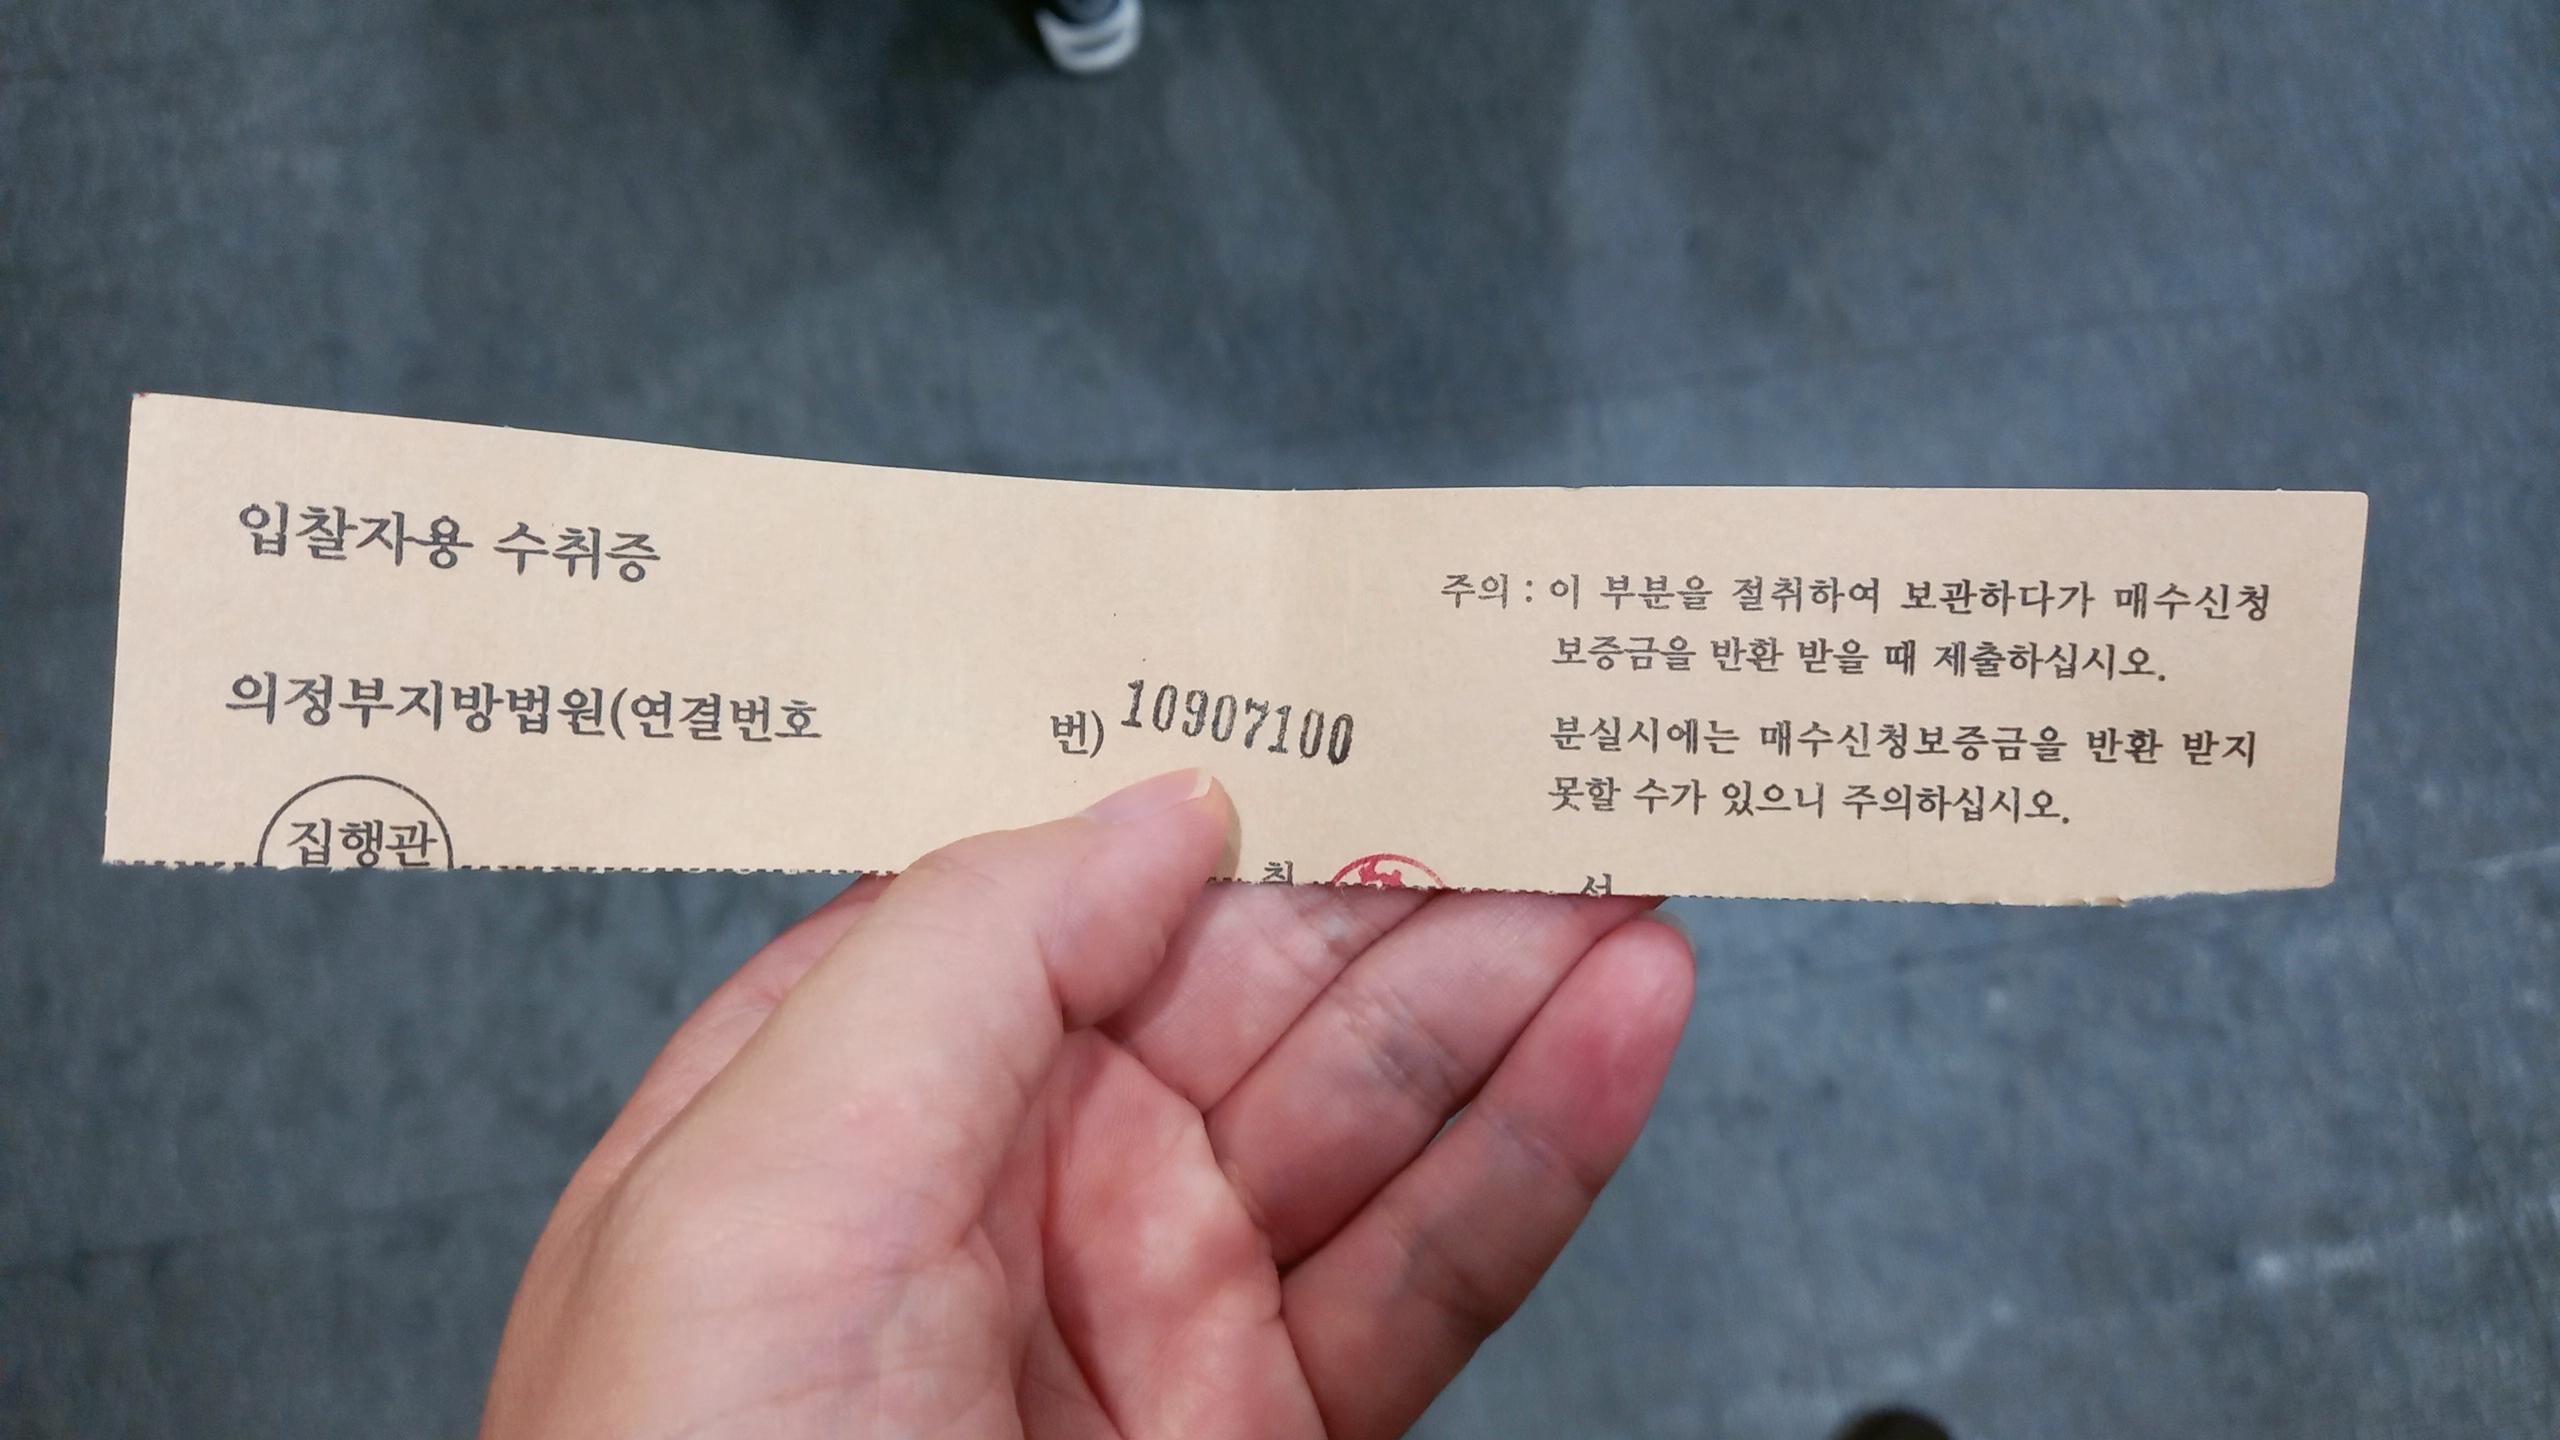 입찰자용 수취증
의정부지방법원(연결번호 번) 10907100
집행관
주의 : 이 부분을 절취하여 보관하다가 매수신청
보증금을 반환 받을 때 제출하십시오.
분실시에는 매수신청보증금을 반환 받지
못할 수가 있으니 주의하십시오.